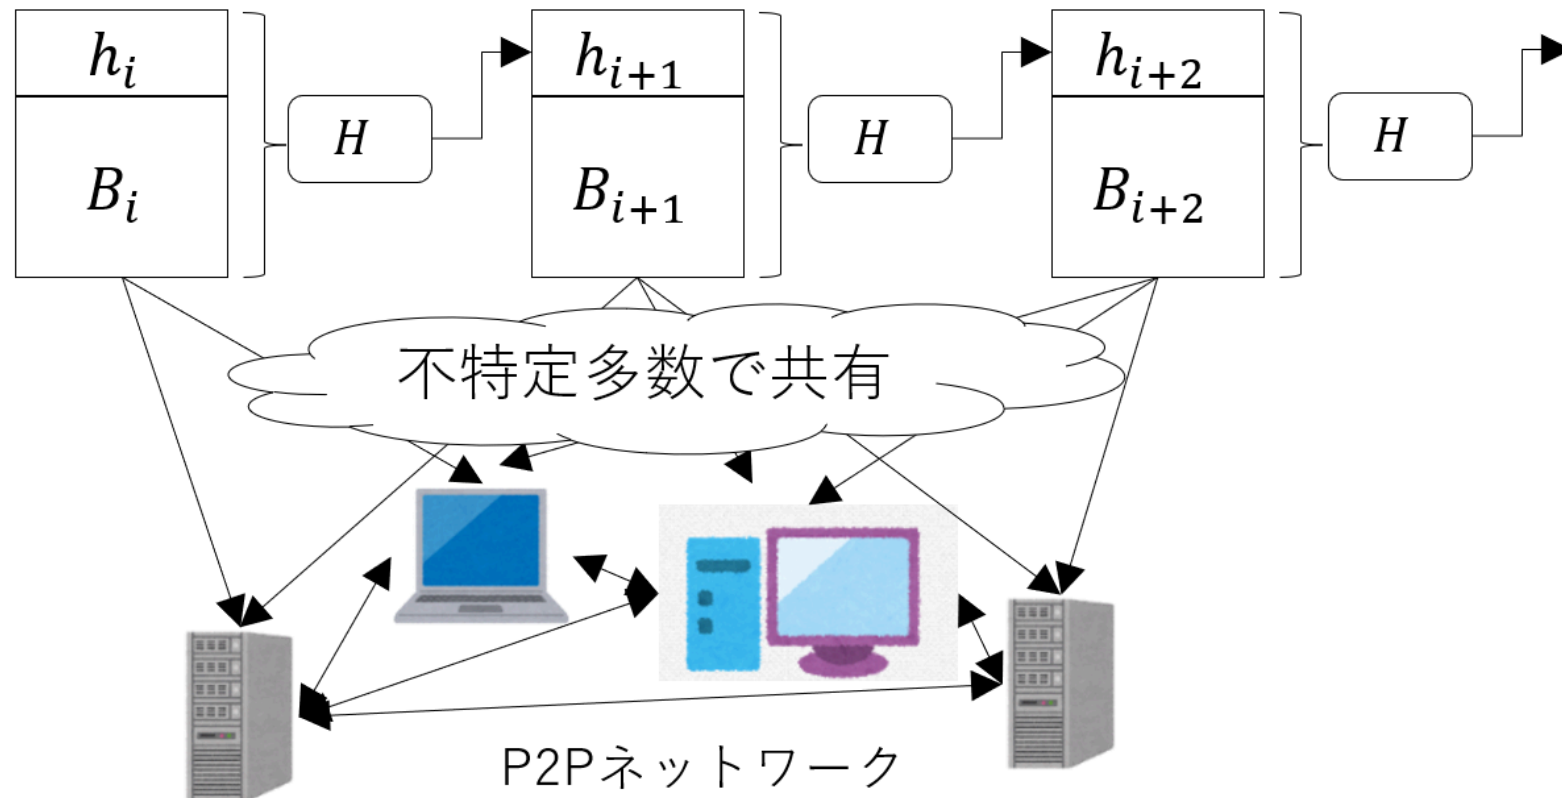 h_i
H
h_{i+1}
H
h_{i+2}
H
B_i
B_{i+1}
B_{i+2}
不特定多数で共有
P2Pネットワーク